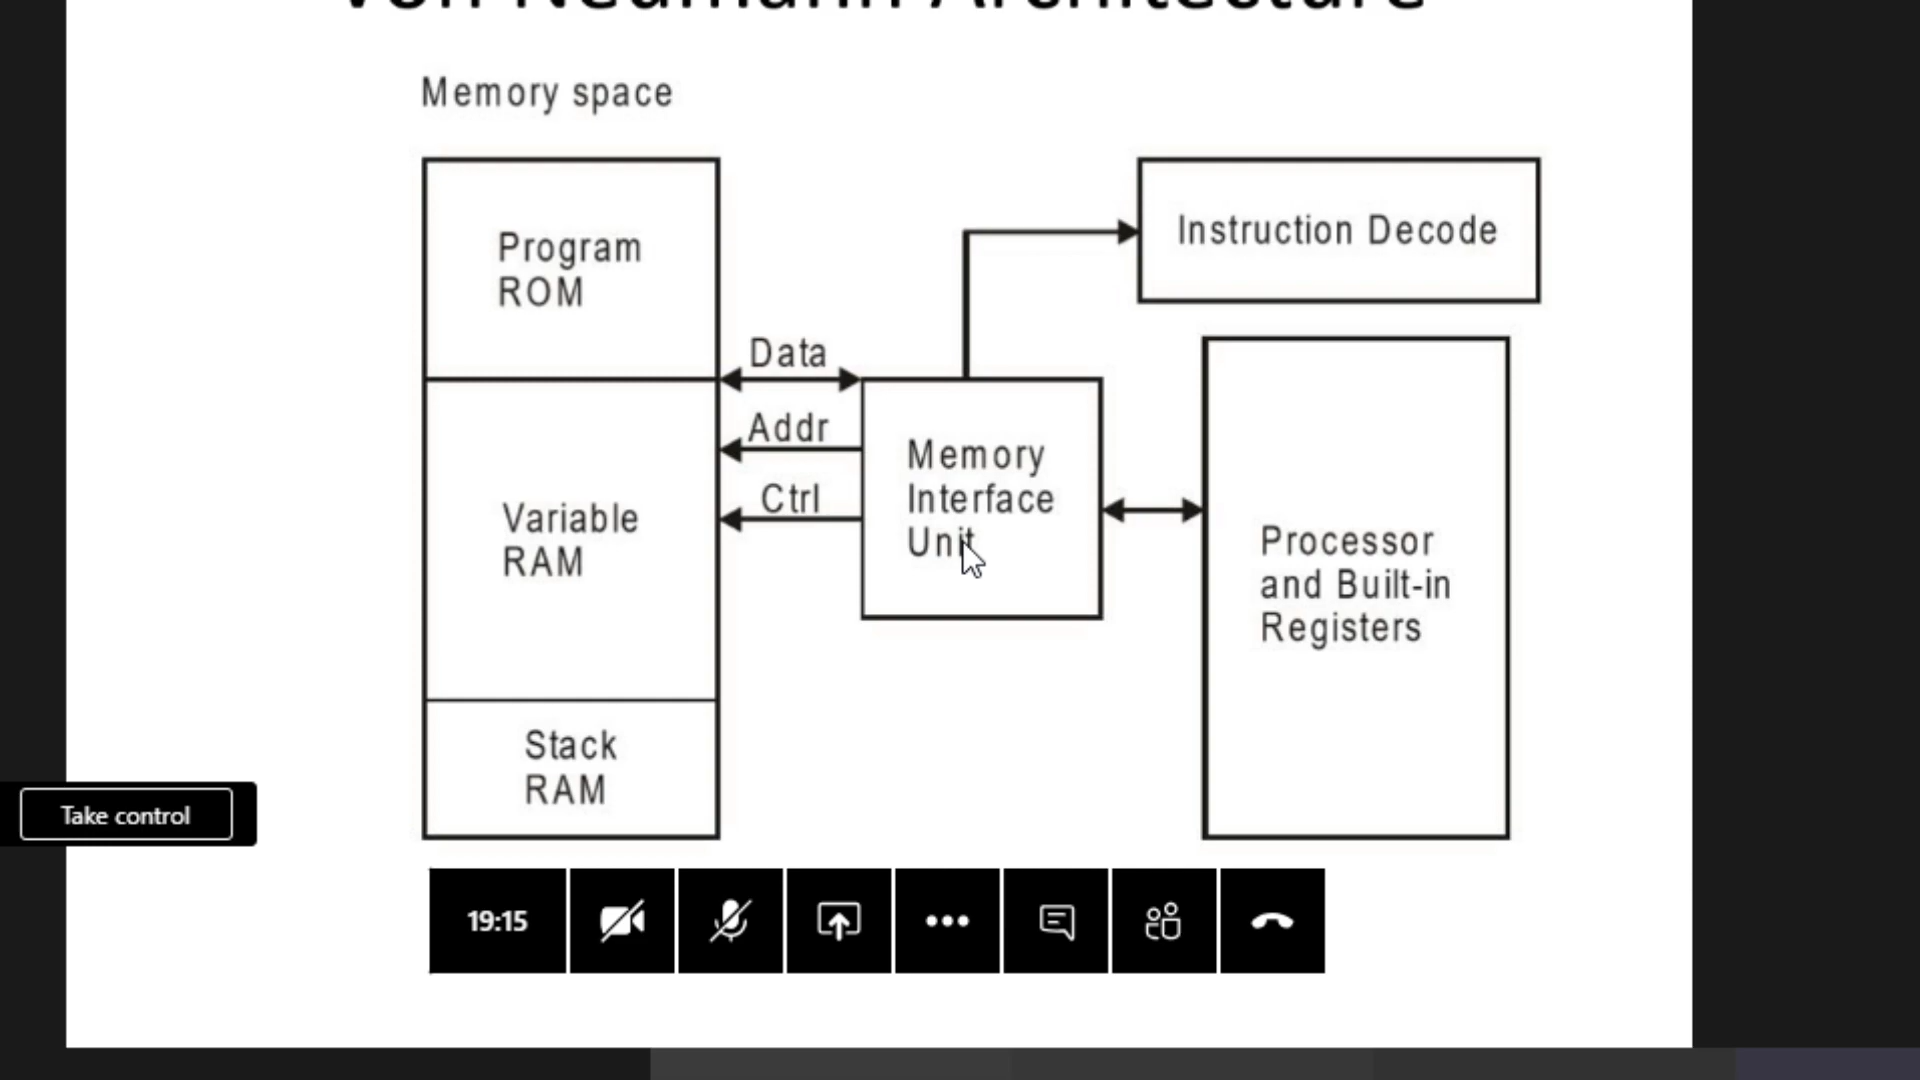 Von Neumann Architecture
Memory space
Program
ROM
Instruction Decode
Data
Addr
Ctrl
Memory
Interface
Unit
Variable
RAM
Processor
and Built-in
Registers
Stack
RAM
Take control
19:15